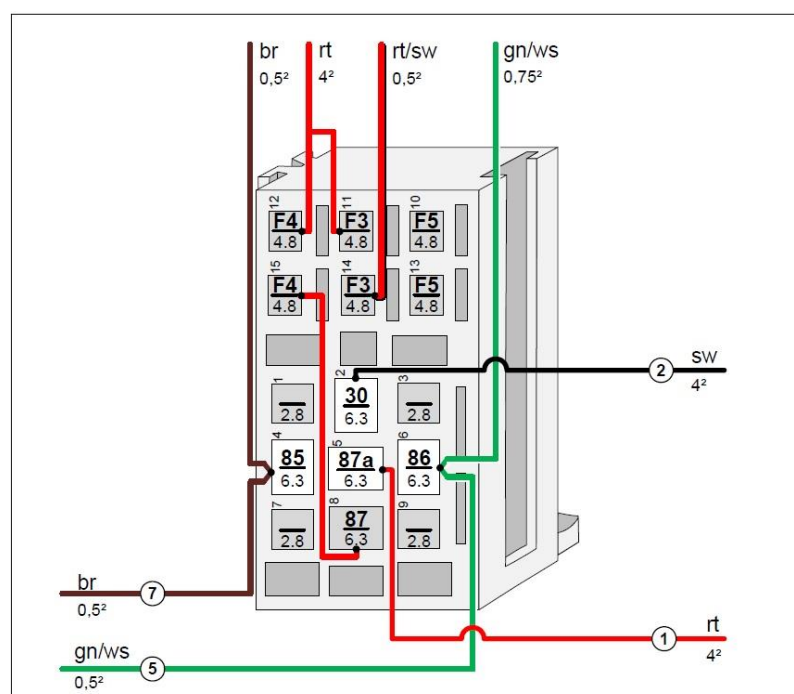 br rt rt/sw gn/ws
0,5² 4² 0,5² 0,75²
12 11 10
F4 F3 F5
4.8 4.8 4.8
15 14 13
F4 F3 F5
4.8 4.8 4.8
sw
2
4²
1 2 3
30
2.8 6.3 2.8
4 5 6
85 87a 86
6.3 6.3 6.3
7 8 9
87
2.8 6.3 2.8
br
7
0,5²
rt
1
4²
gn/ws
5
0,5²